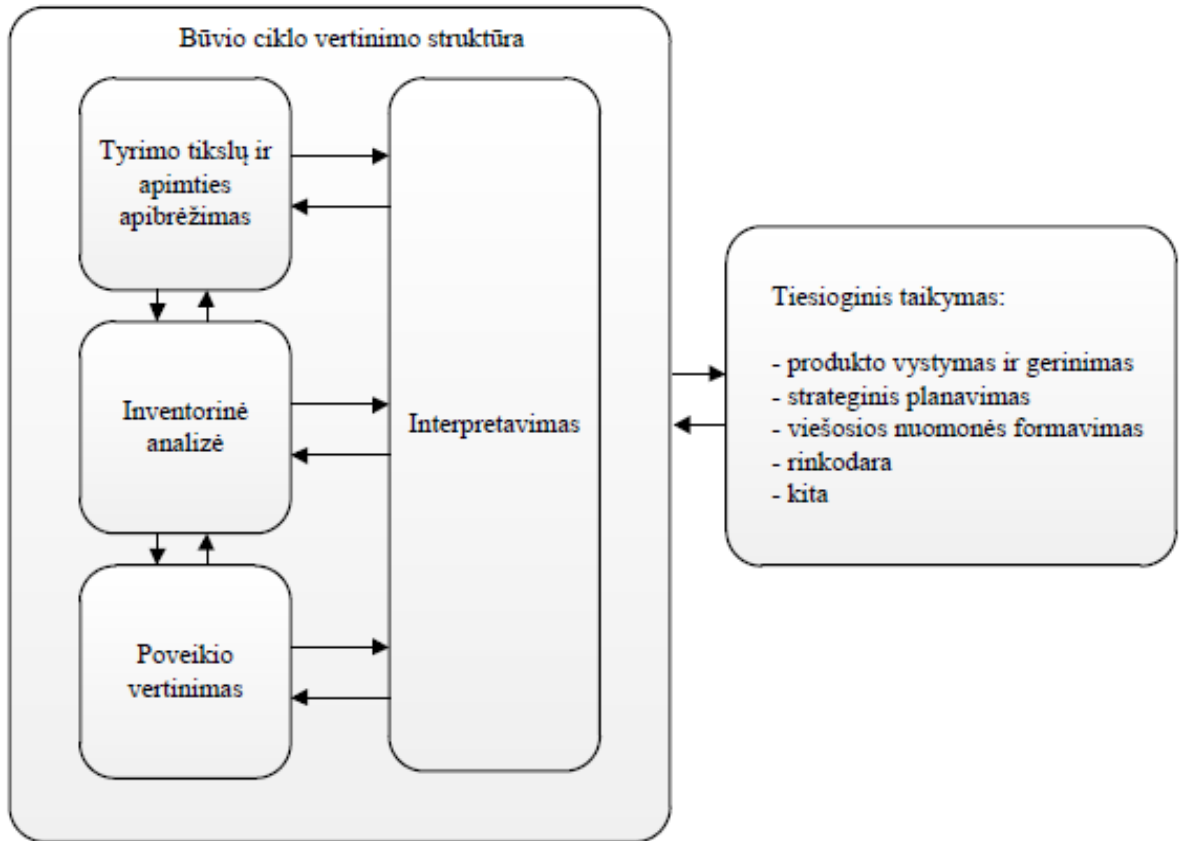 Būvio ciklo vertinimo struktūra
Tyrimo tikslų ir
apimties
apibrėžimas
Inventorinė
analizė
Poveikio
vertinimas
Interpretavimas
Tiesioginis taikymas:
- produkto vystymas ir gerinimas
- strateginis planavimas
- viešosios nuomonės formavimas
- rinkodara
- kita